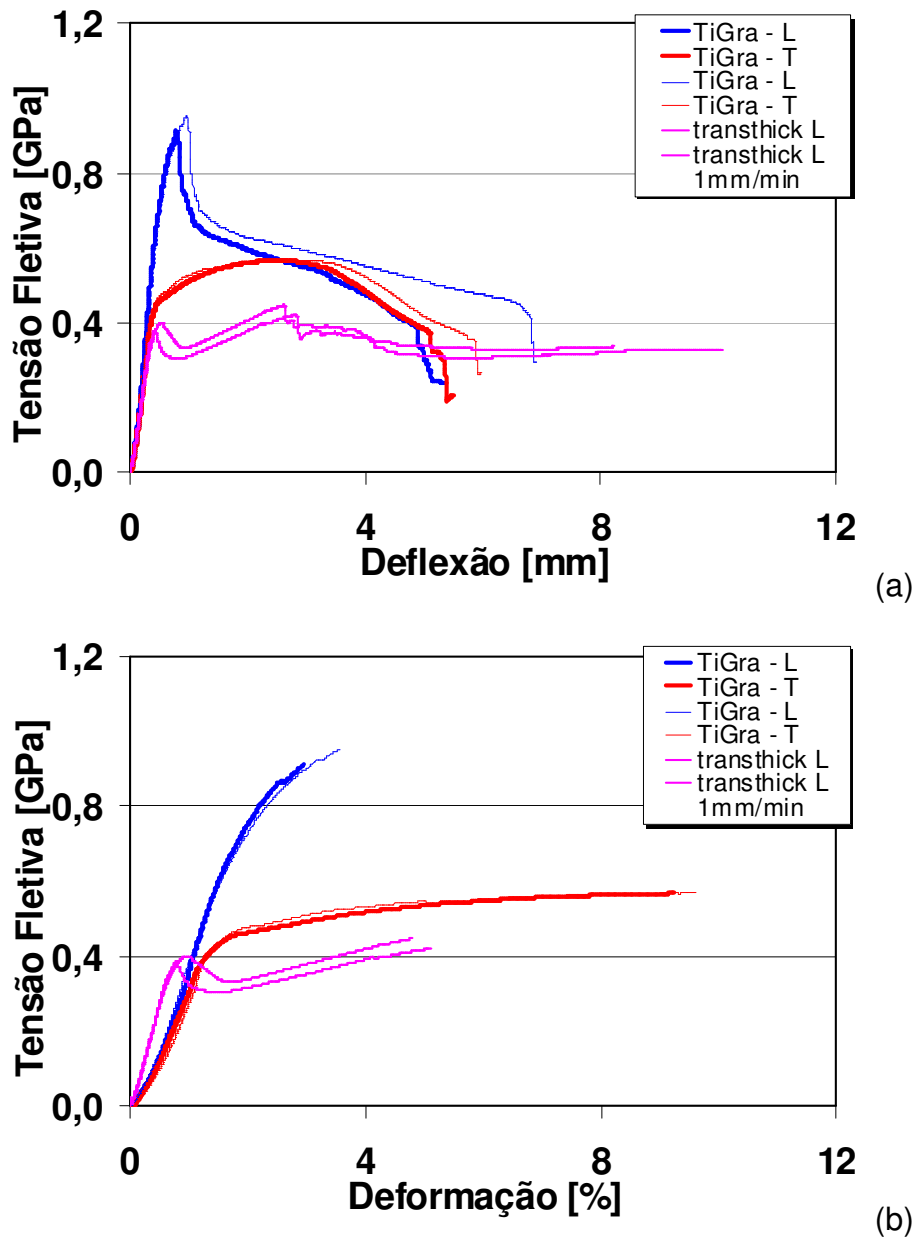 1,2
0,8
0,4
0,0
Tensão Fletiva [GPa]
TiGra - L
TiGra - T
TiGra - L
TiGra - T
transthick L
transthick L
1mm/min
0
4
8
12
Deflexão [mm]
(a)
1,2
0,8
0,4
0,0
Tensão Fletiva [GPa]
TiGra - L
TiGra - T
TiGra - L
TiGra - T
transthick L
transthick L
1mm/min
0
4
8
12
Deformação [%]
(b)